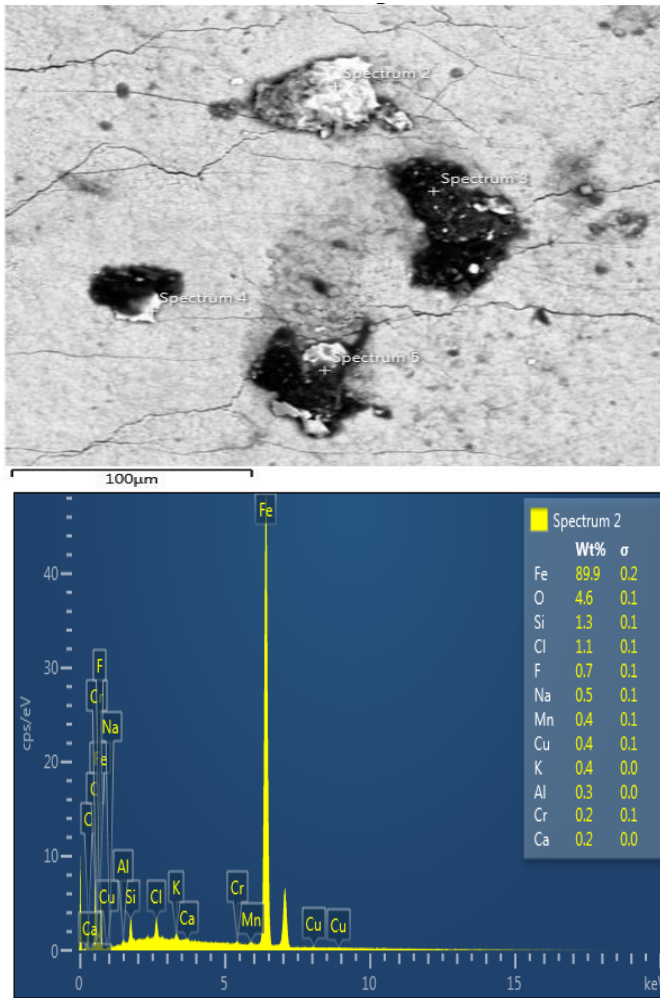 Spectrum 2
Spectrum 3
Spectrum 4
Spectrum 5
100µm
Spectrum 2
Wt% σ
Fe 89.9 0.2
O 4.6 0.1
Si 1.3 0.1
Cl 1.1 0.1
F 0.7 0.1
Na 0.5 0.1
Mn 0.4 0.1
Cu 0.4 0.1
K 0.4 0.0
Al 0.3 0.0
Cr 0.2 0.1
Ca 0.2 0.0
cps/eV
40
30
20
10
0
Fe
F
Na
Al
Cu
Si
Cl
K
Ca
Ca
Cr
Mn
Cu
Cu
0 5 10 15